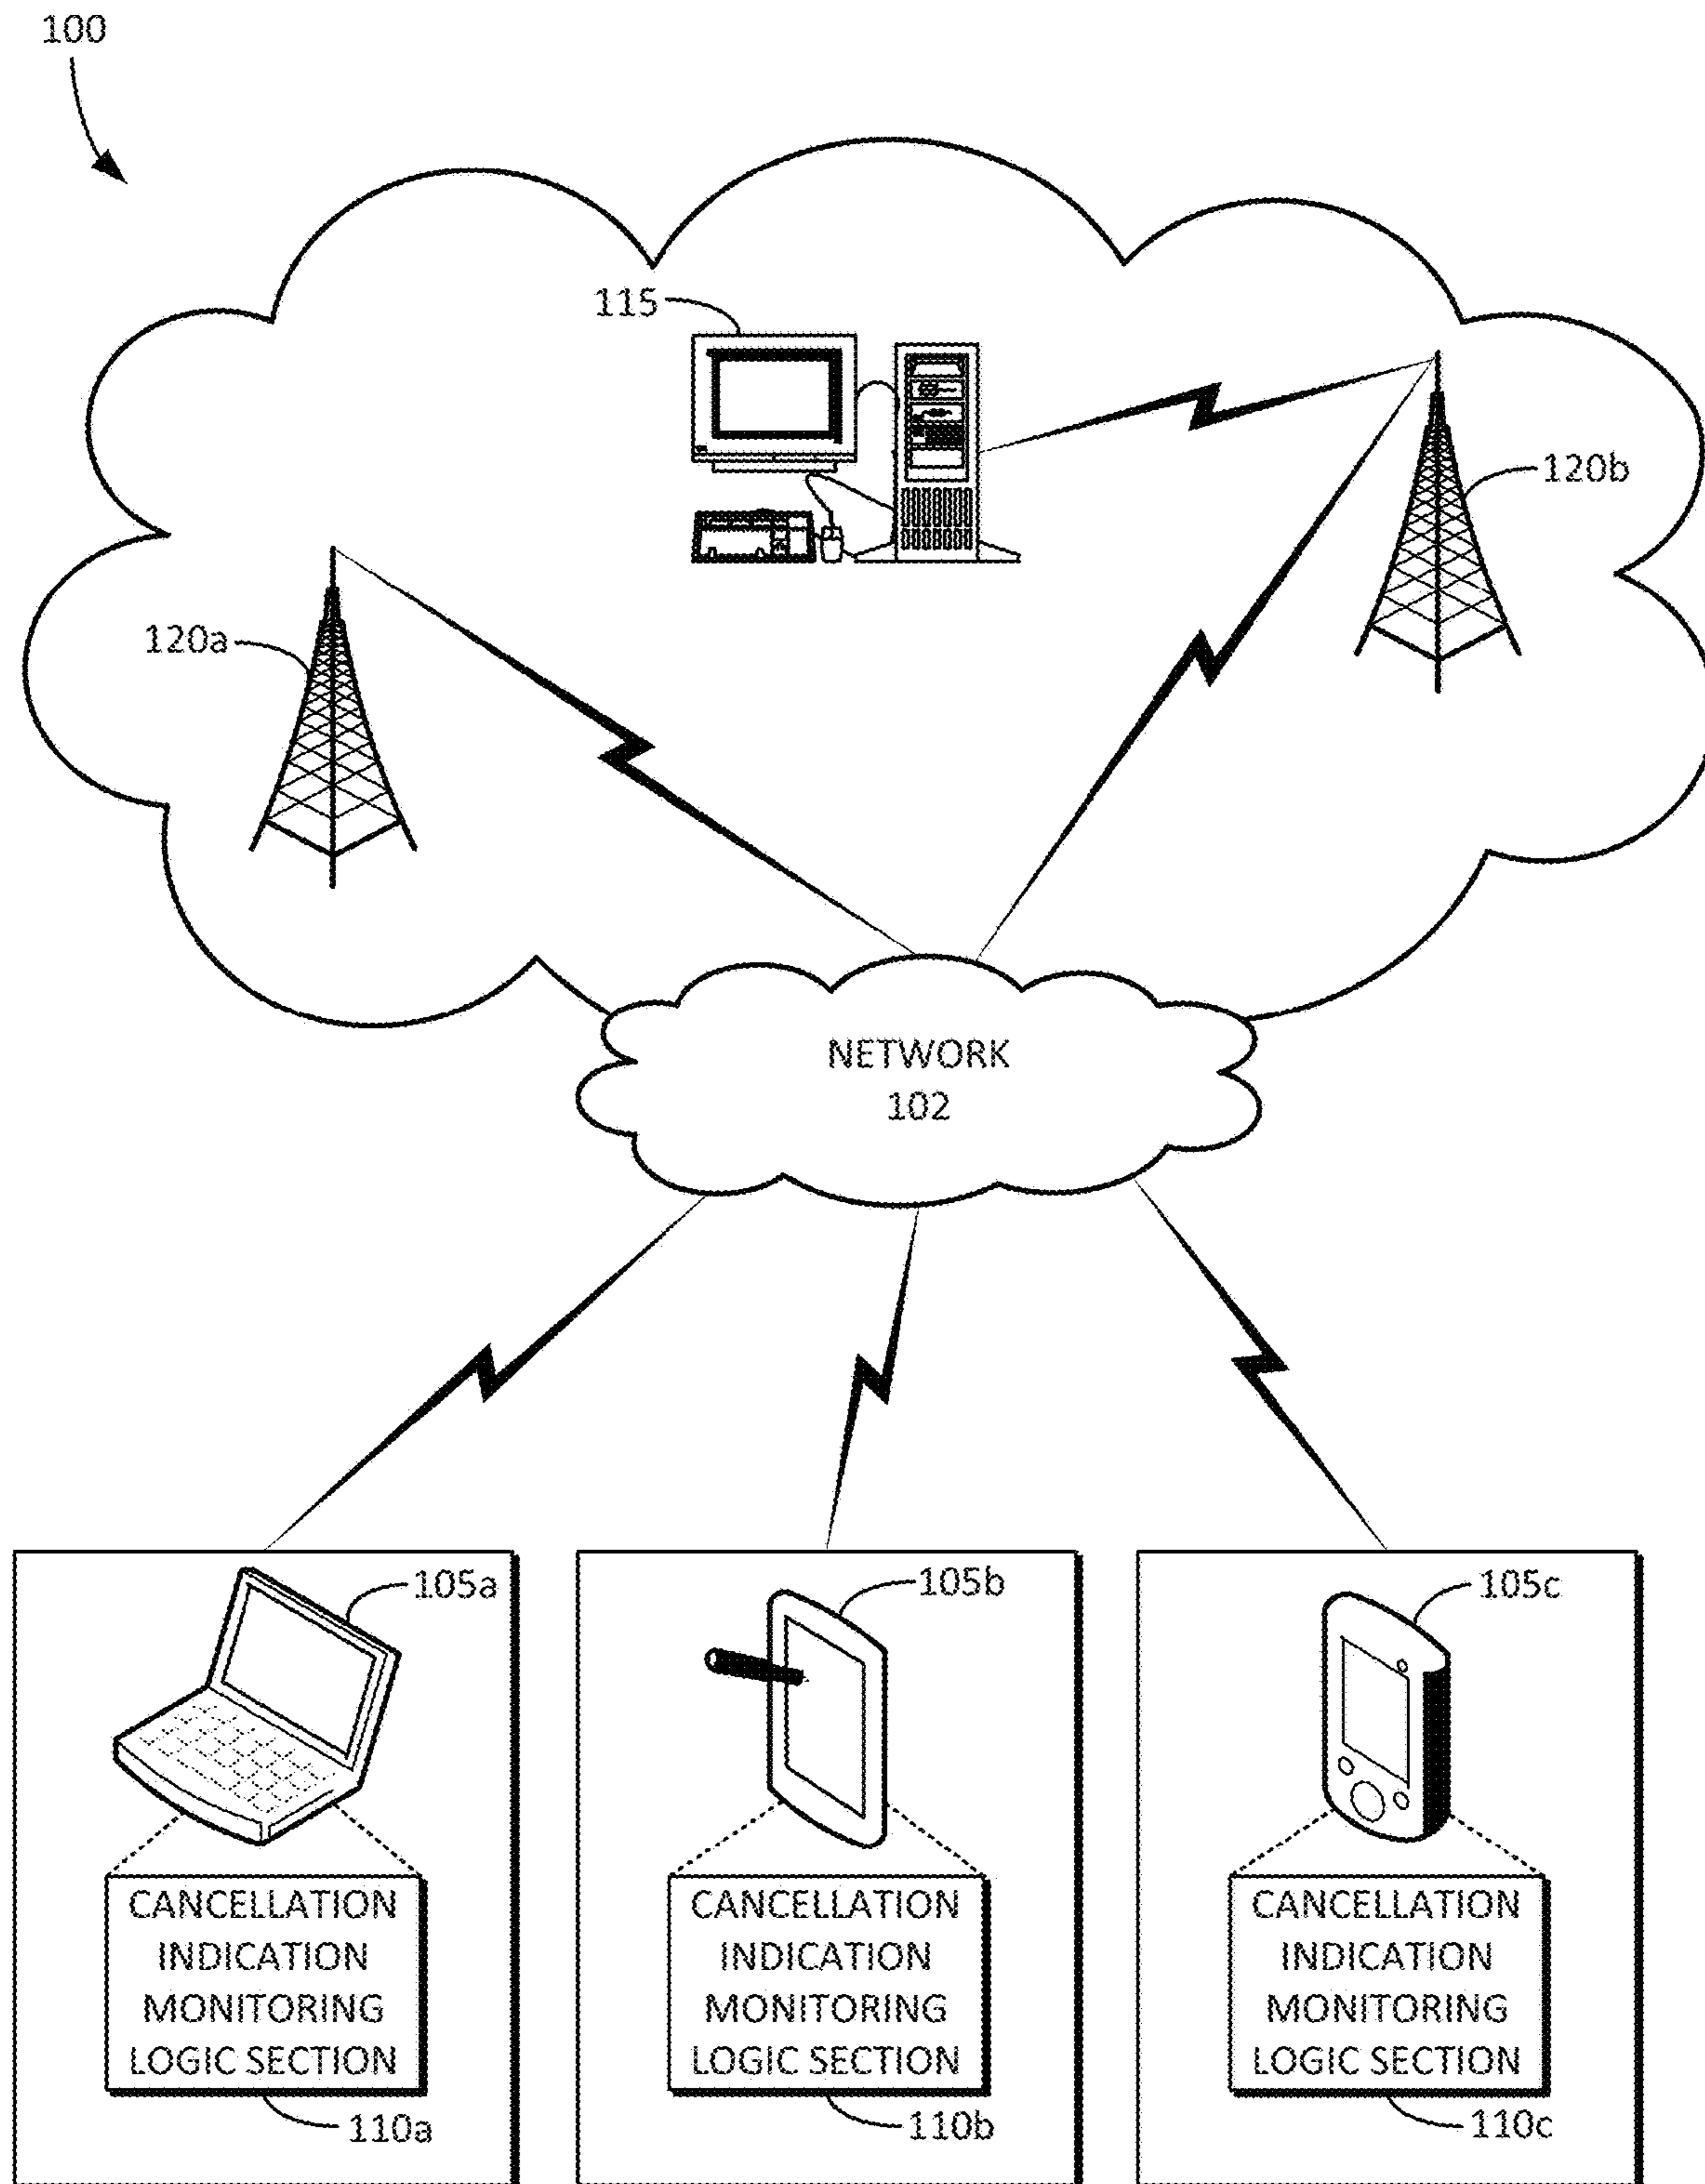 100
115
120b
120a
NETWORK
102
105a
105b
105c
CANCELLATION
INDICATION
MONITORING
LOGIC SECTION
110a
CANCELLATION
INDICATION
MONITORING
LOGIC SECTION
110b
CANCELLATION
INDICATION
MONITORING
LOGIC SECTION
110c